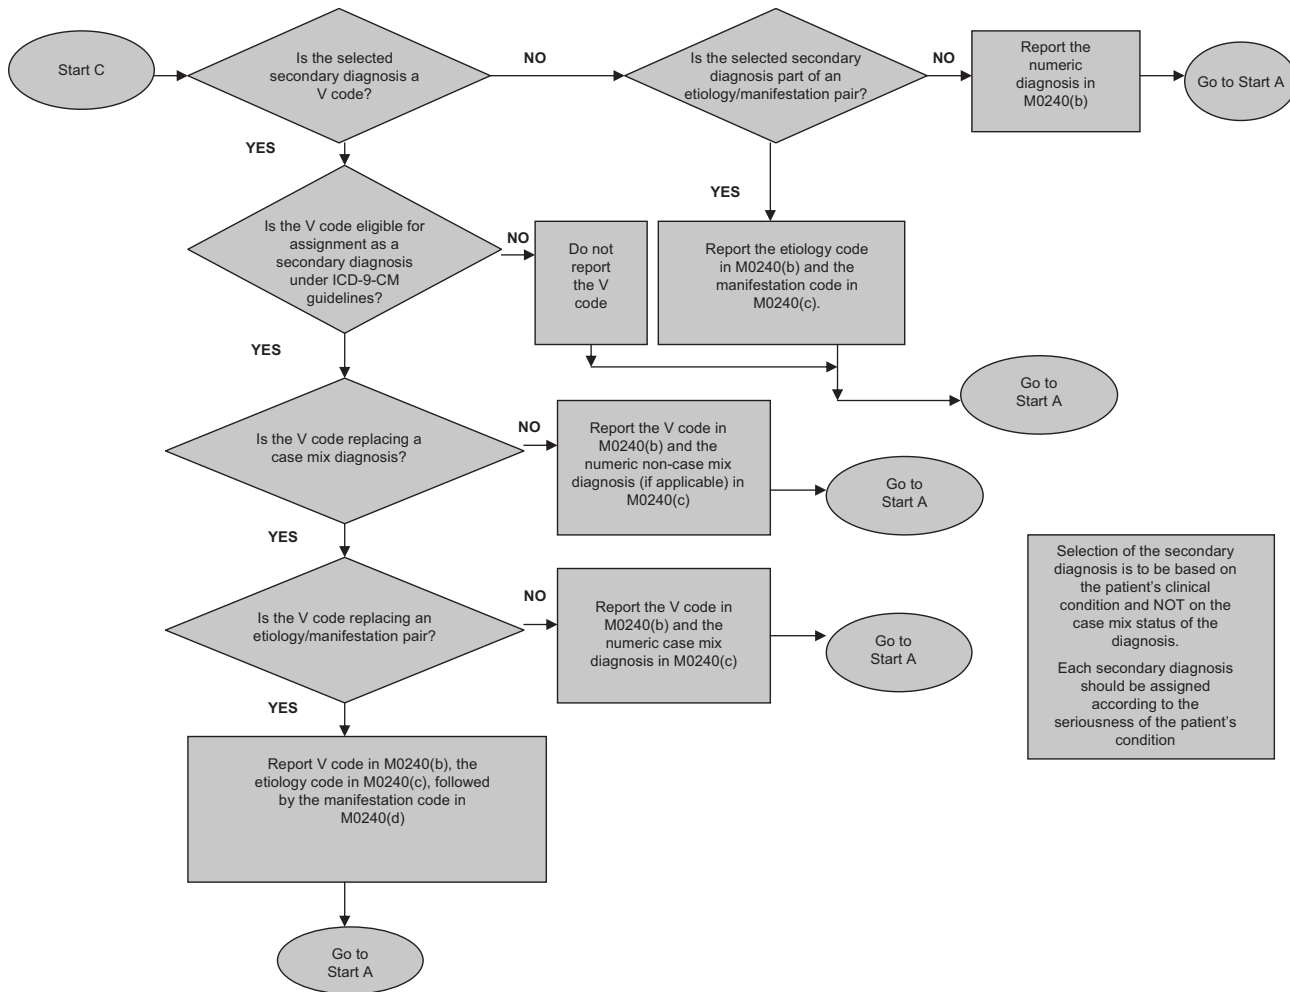 Start C
Is the selected
secondary diagnosis a
V code?
NO
Is the selected secondary
diagnosis part of an
etiology/manifestation pair?
NO
Report the
numeric
diagnosis in
M0240(b)
Go to Start A
YES
YES
Is the V code eligible for
assignment as a
secondary diagnosis
under ICD-9-CM
guidelines?
NO
Do not
report
the V
code
Report the etiology code
in M0240(b) and the
manifestation code in
M0240(c).
Go to
Start A
YES
Is the V code replacing a
case mix diagnosis?
NO
Report the V code in
M0240(b) and the
numeric non-case mix
diagnosis (if applicable) in
M0240(c)
Go to
Start A
YES
Is the V code replacing an
etiology/manifestation pair?
NO
Report the V code in
M0240(b) and the
numeric case mix
diagnosis in M0240(c)
Go to
Start A
Selection of the secondary
diagnosis is to be based on
the patient’s clinical
condition and NOT on the
case mix status of the
diagnosis.
Each secondary diagnosis
should be assigned
according to the
seriousness of the patient’s
condition
YES
Report V code in M0240(b), the
etiology code in M0240(c), followed
by the manifestation code in
M0240(d)
Go to
Start A